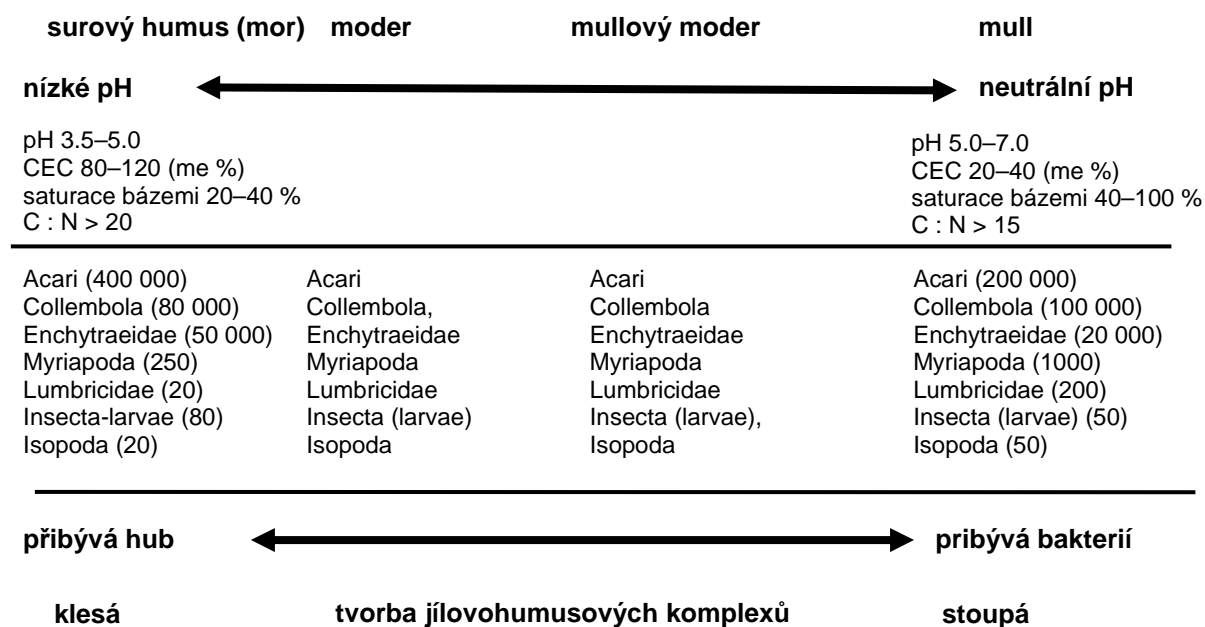 surový humus (mor) moder mullový moder mull
nízké pH neutrální pH
pH 3.5–5.0
CEC 80–120 (me %)
saturace bázemi 20–40 %
C : N > 20
pH 5.0–7.0
CEC 20–40 (me %)
saturace bázemi 40–100 %
C : N > 15
Acari (400 000) Acari Acari Acari (200 000)
Collembola (80 000) Collembola, Collembola Collembola (100 000)
Enchytraeidae (50 000) Enchytraeidae Enchytraeidae Enchytraeidae (20 000)
Myriapoda (250) Myriapoda Myriapoda Myriapoda (1000)
Lumbricidae (20) Lumbricidae Lumbricidae Lumbricidae (200)
Insecta-larvae (80) Insecta (larvae) Insecta (larvae), Insecta (larvae) (50)
Isopoda (20) Isopoda Isopoda Isopoda (50)
přibývá hub pribývá bakterií
klesá tvorba jílovohumusových komplexů stoupá